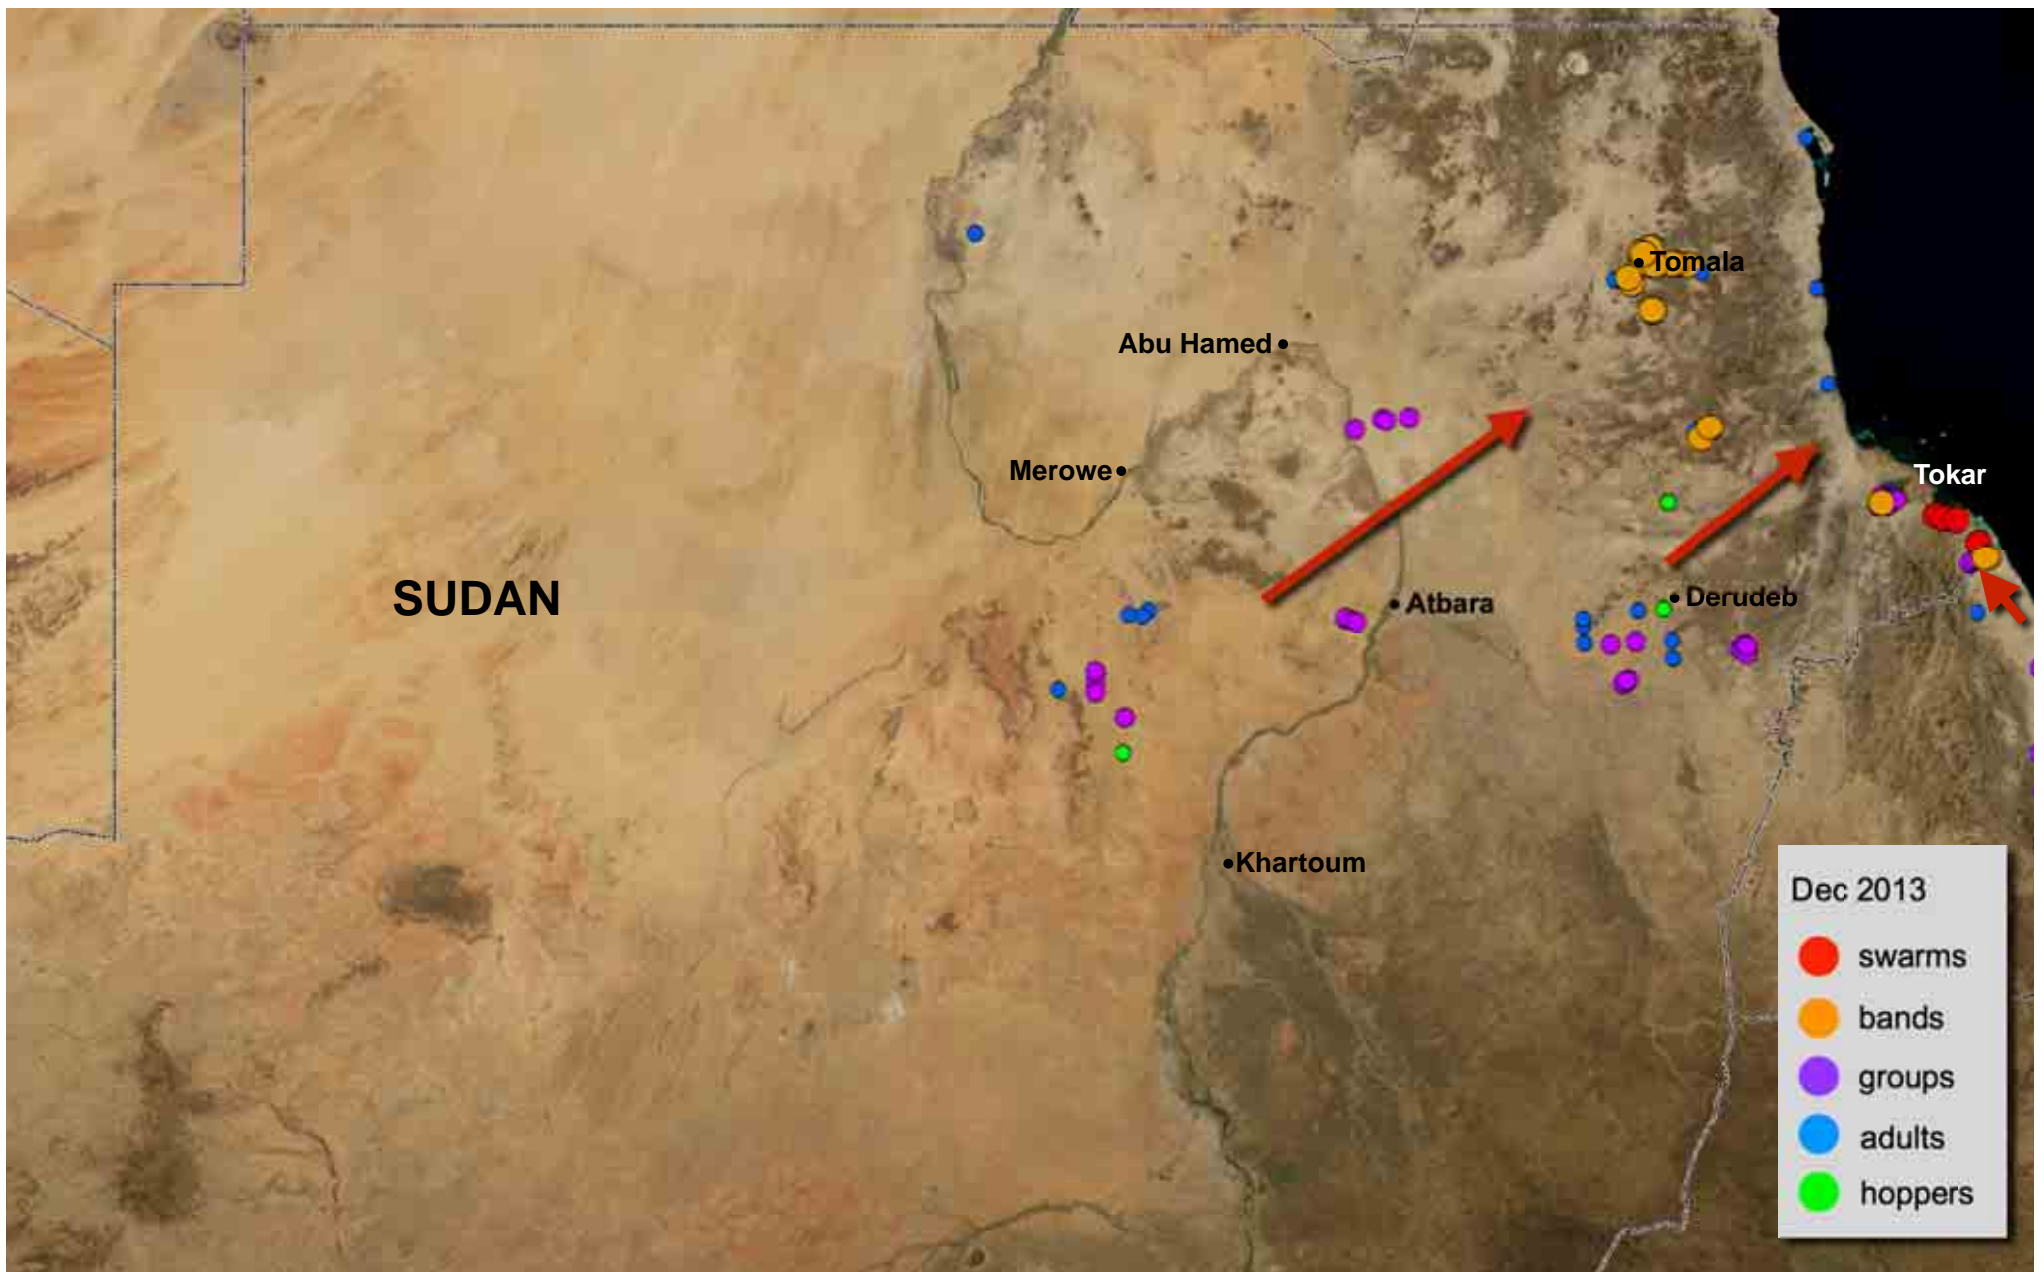 Tomala
Abu Hamed
Merowe
Tokar
SUDAN
Atbara
Derudeb
Khartoum
Dec 2013
swarms
bands
groups
adults
hoppers